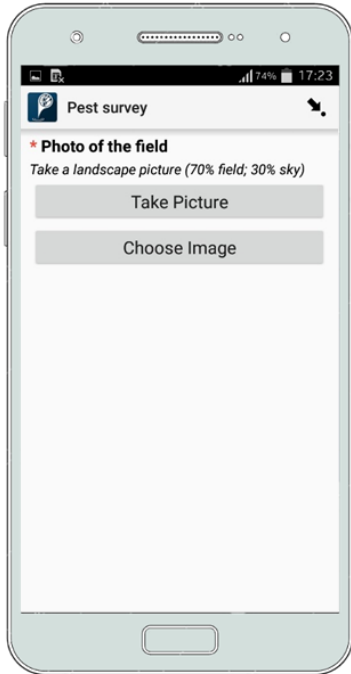 74% 17:23
Pest survey
* Photo of the field
Take a landscape picture (70% field; 30% sky)
Take Picture
Choose Image